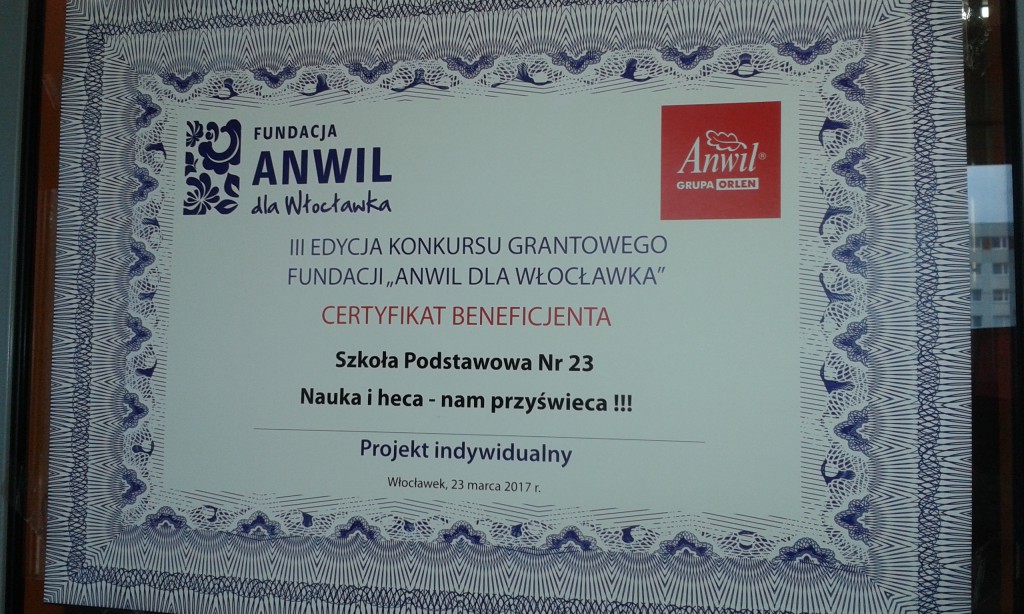 FUNDACJA
ANWIL
dla Włocławka
Anwil®
GRUPA ORLEN
III EDYCJA KONKURSU GRANTOWEGO
FUNDACJI „ANWIL DLA WŁOCŁAWKA”
CERTYFIKAT BENEFICJENTA
Szkoła Podstawowa Nr 23
Nauka i heca - nam przyświeca !!!
Projekt indywidualny
Włocławek, 23 marca 2017 r.